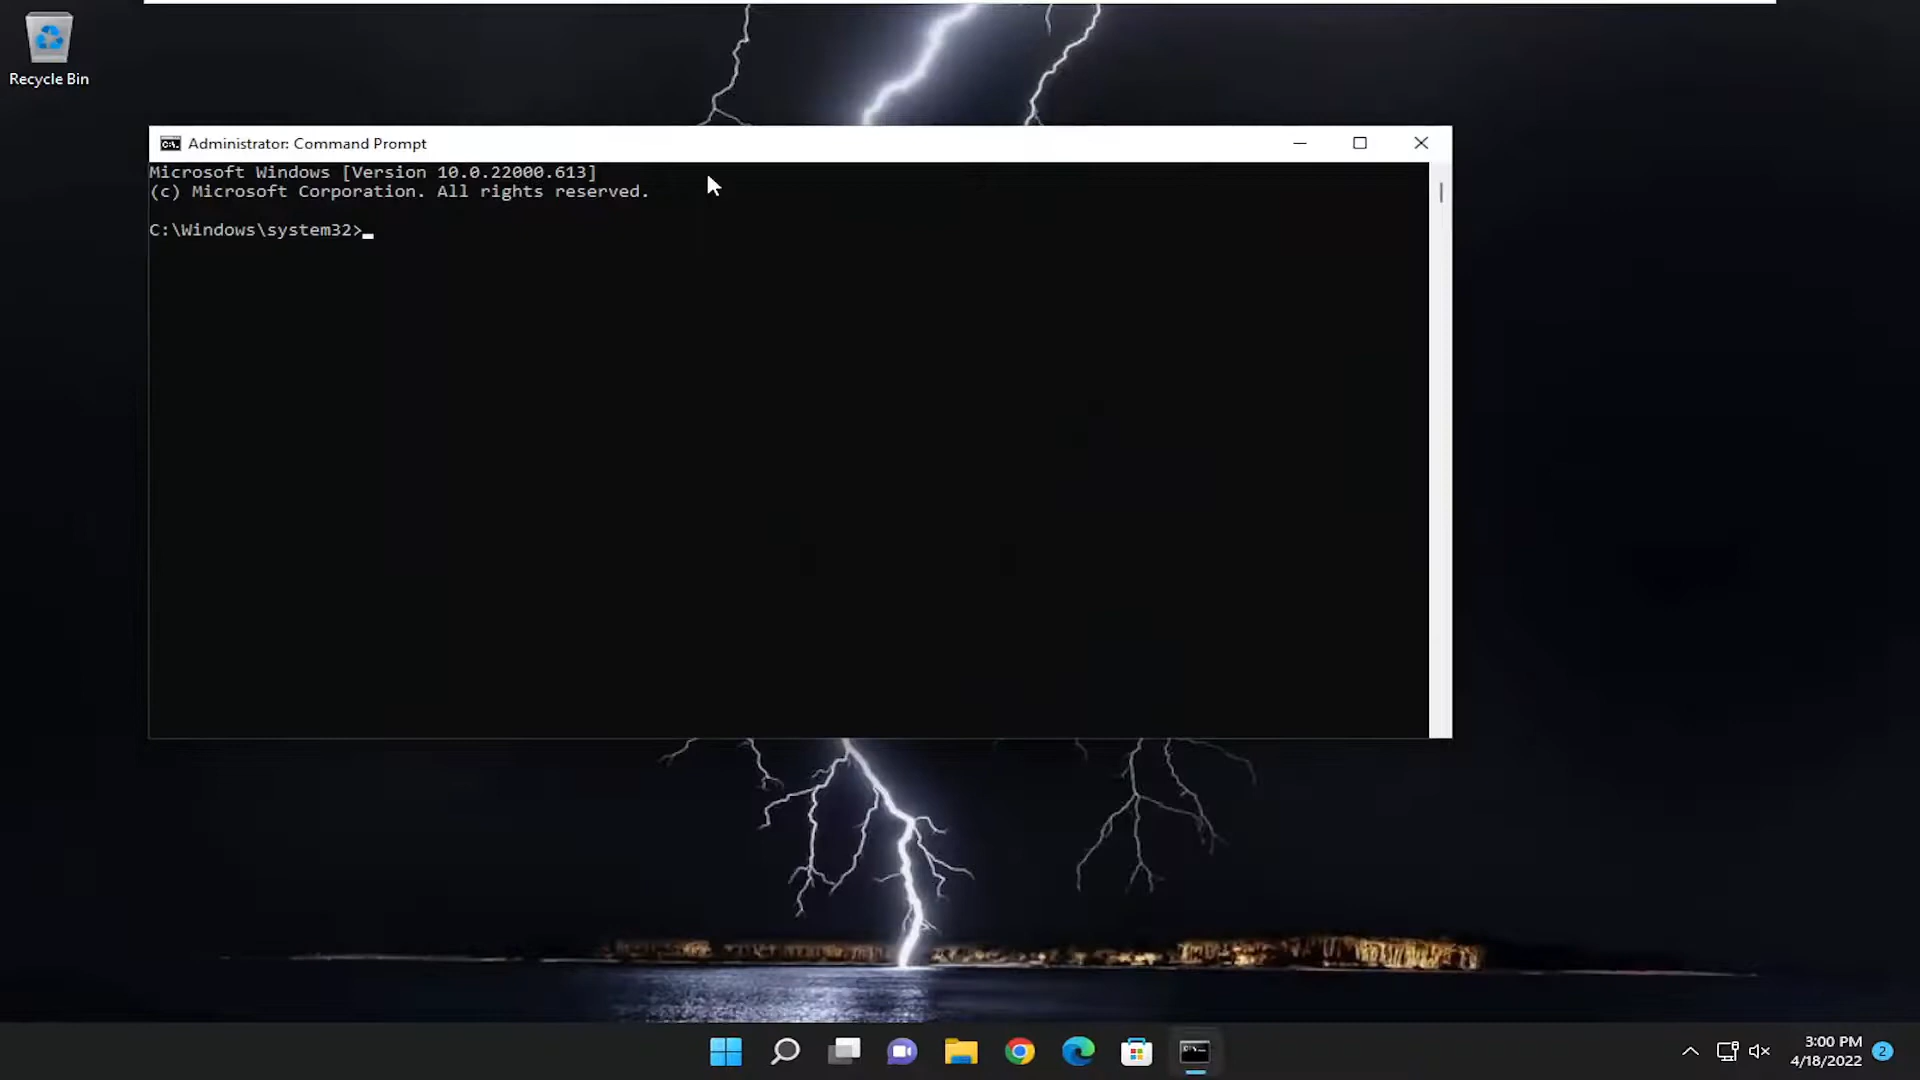 Recycle Bin
Administrator: Command Prompt
Microsoft Windows [Version 10.0.22000.613]
(c) Microsoft Corporation. All rights reserved.
C:\Windows\system32>
3:00 PM
4/18/2022
2